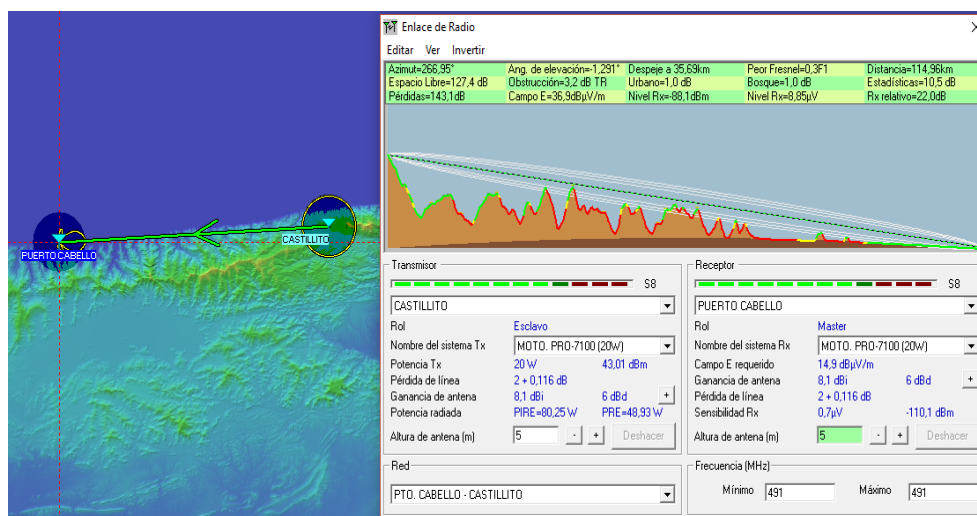 Enlace de Radio
Editar Ver Invertir
Azimut=266,95° Ang. de elevación=-1,291° Despeje a 35,69km Peor Fresnel=0,3F1 Distancia=114,96km
Espacio Libre=127,4 dB Obstrucción=3,2 dB TR Urbano=1,0 dB Bosque=1,0 dB Estadísticas=10,5 dB
Pérdidas=143,1dB Campo E=36,9dBµV/m Nivel Rx=-88,1dBm Nivel Rx=8,85µV Rx relativo=22,0dB
CASTILLITO
PUERTO CABELLO
Transmisor
S8
CASTILLITO
Rol Esclavo
Nombre del sistema Tx MOTO. PRO-7100 (20W)
Potencia Tx 20 W 43,01 dBm
Pérdida de línea 2 + 0,116 dB
Ganancia de antena 8,1 dBi 6 dBd +
Potencia radiada PIRE=80,25 W PRE=48,93 W
Altura de antena (m) 5 - + Deshacer
Receptor
S8
PUERTO CABELLO
Rol Master
Nombre del sistema Rx MOTO. PRO-7100 (20W)
Campo E requerido 14,9 dBµV/m
Ganancia de antena 8,1 dBi 6 dBd +
Pérdida de línea 2 + 0,116 dB
Sensibilidad Rx 0,7µV -110,1 dBm
Altura de antena (m) 5 - + Deshacer
Red
PTO. CABELLO - CASTILLITO
Frecuencia (MHz)
Mínimo 491 Máximo 491